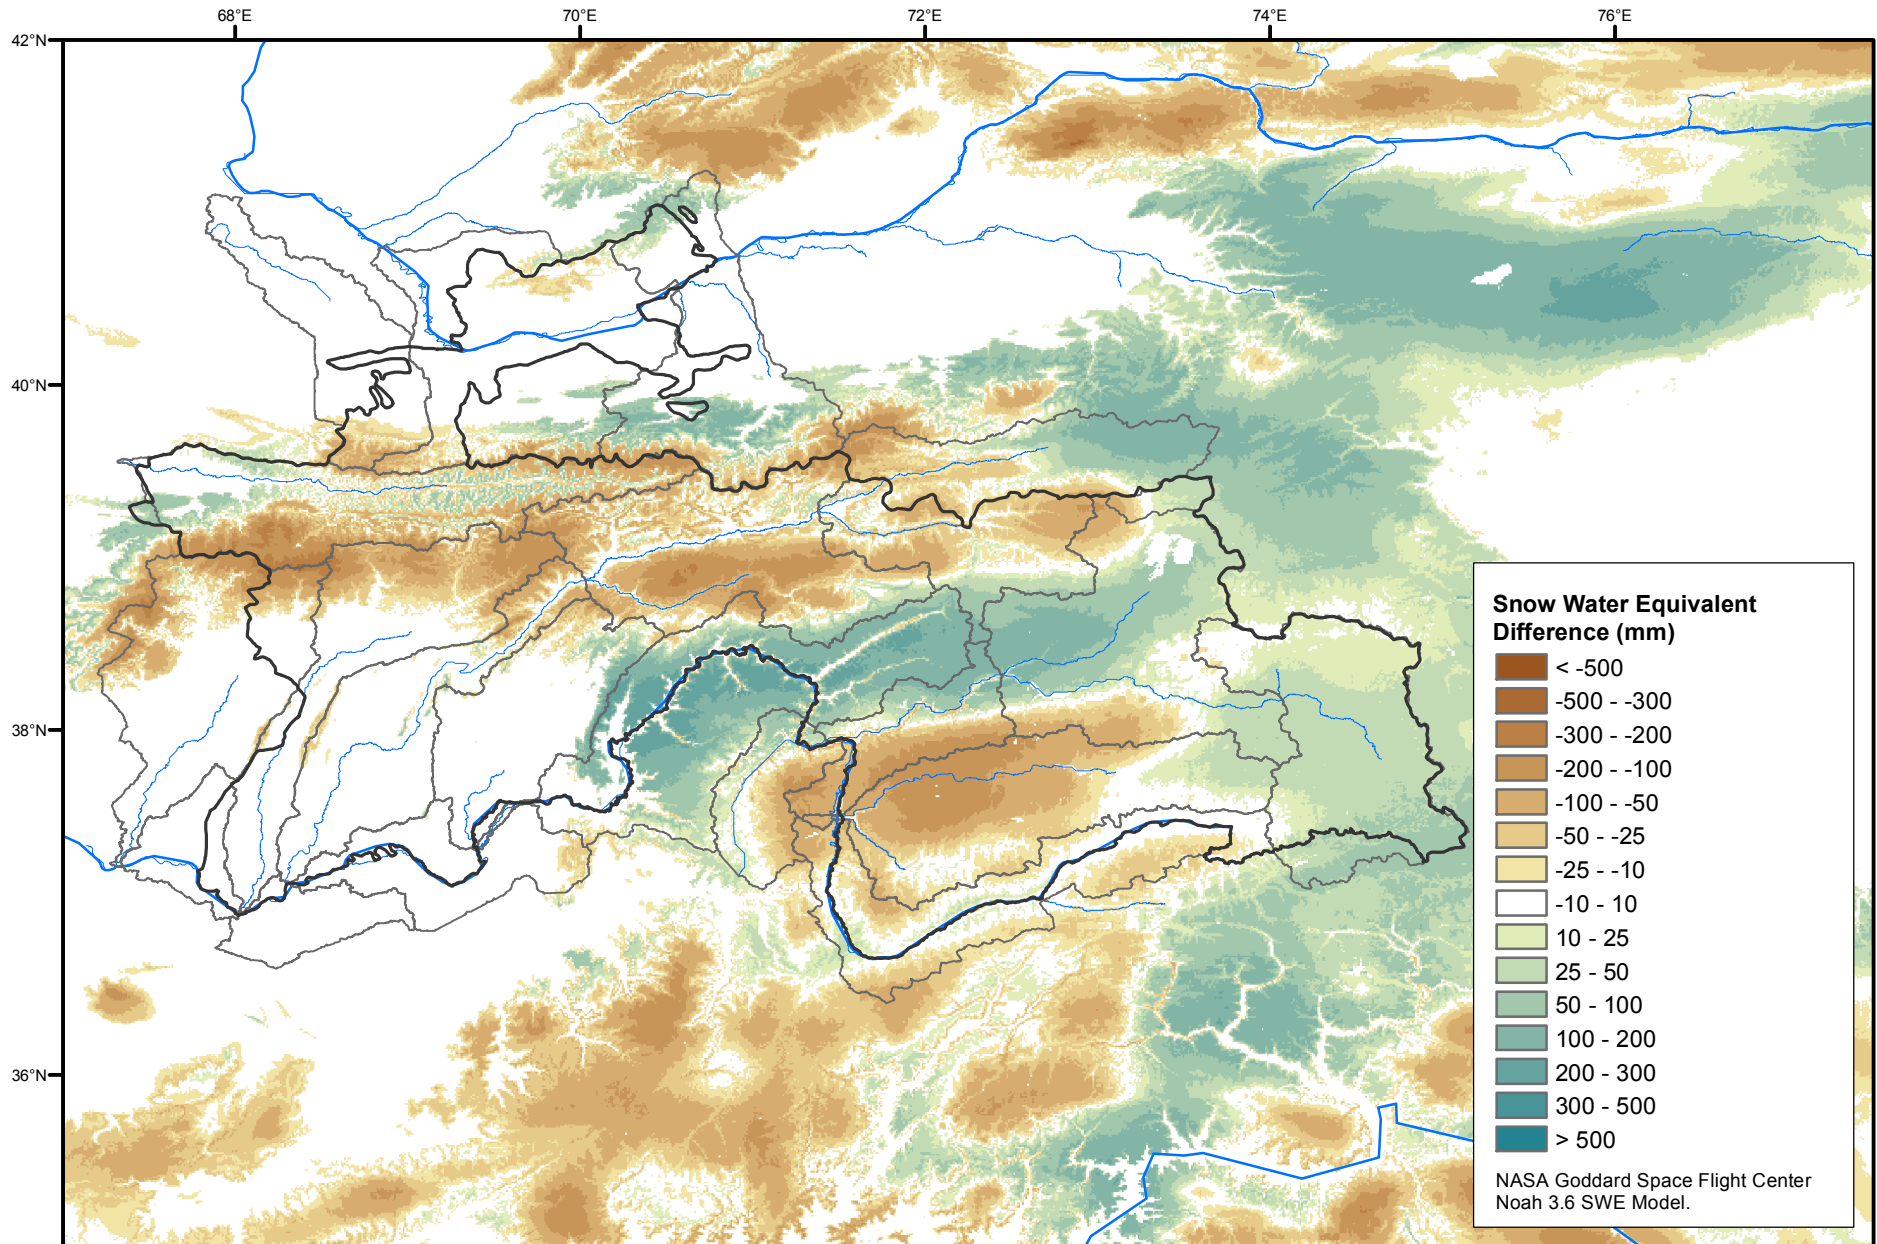 68°E 70°E 72°E 74°E 76°E
42°N
40°N
38°N
36°N
Snow Water Equivalent
Difference (mm)
< -500
-500 - -300
-300 - -200
-200 - -100
-100 - -50
-50 - -25
-25 - -10
-10 - 10
10 - 25
25 - 50
50 - 100
100 - 200
200 - 300
300 - 500
> 500
NASA Goddard Space Flight Center
Noah 3.6 SWE Model.